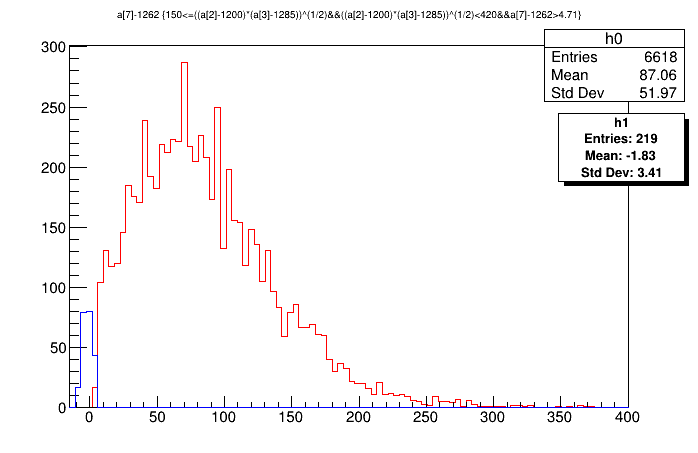 a[7]-1262 {150<=((a[2]-1200)*(a[3]-1285))^(1/2)&&((a[2]-1200)*(a[3]-1285))^(1/2)<420&&a[7]-1262>4.71}
h0
Entries 6618
Mean 87.06
Std Dev 51.97
h1
Entries: 219
Mean: -1.83
Std Dev: 3.41
300
250
200
150
100
50
0
0 50 100 150 200 250 300 350 400